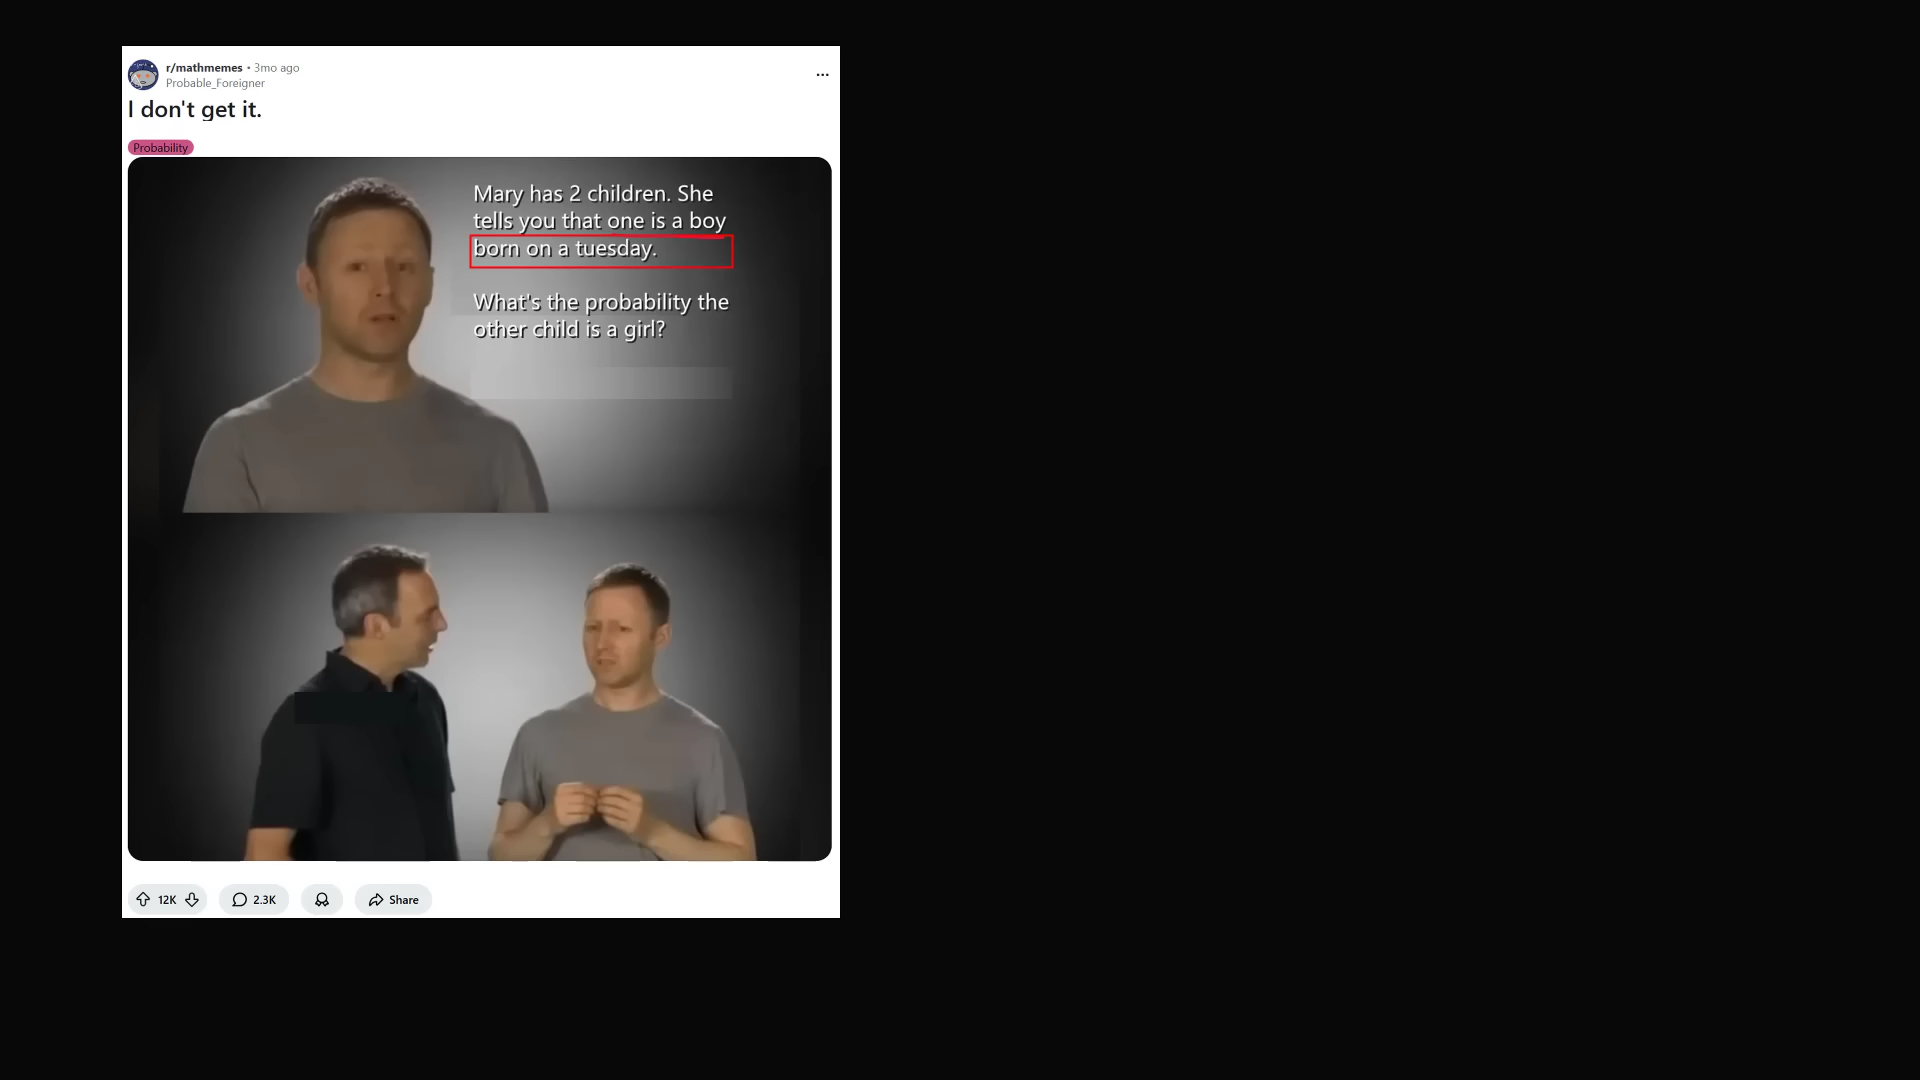 r/mathmemes • 3mo ago
Probable_Foreigner
I don't get it.
Probability
Mary has 2 children. She
tells you that one is a boy
born on a tuesday.
What's the probability the
other child is a girl?
12K
2.3K
Share